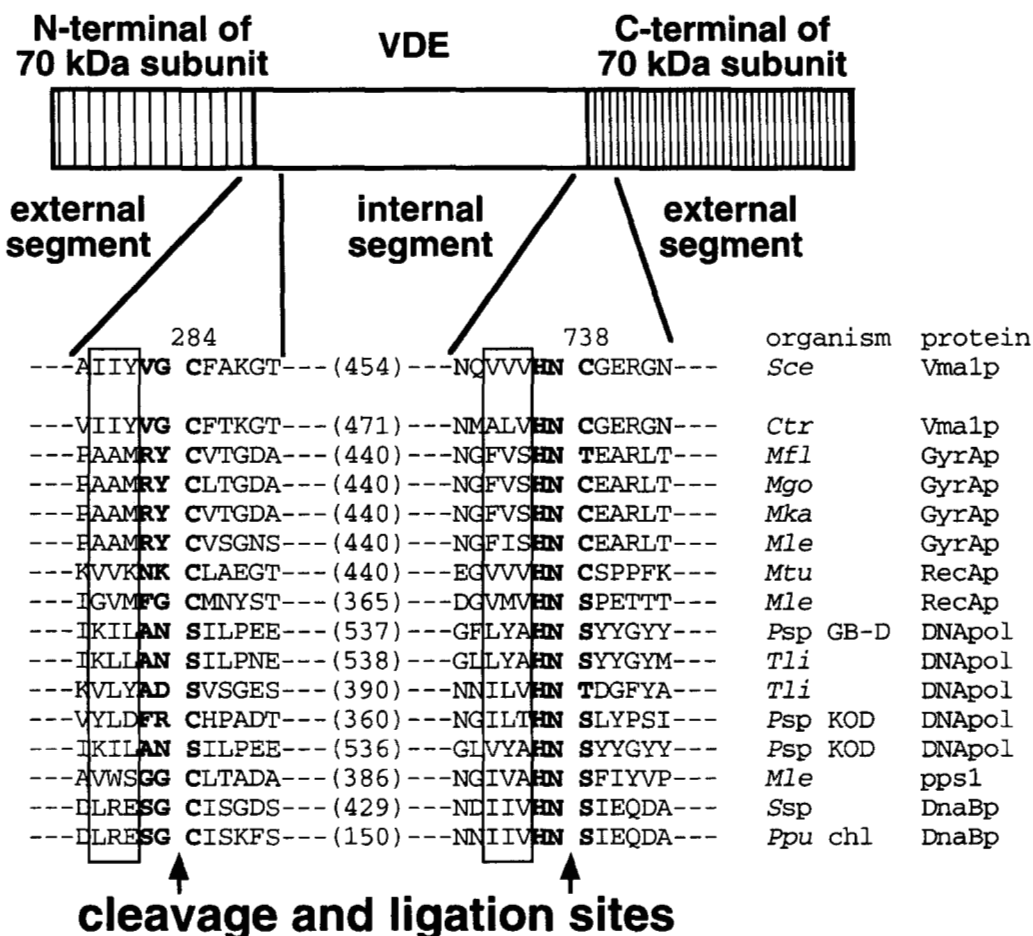 N-terminal of
70 kDa subunit
VDE
C-terminal of
70 kDa subunit
external
segment
internal
segment
external
segment
284 738 organism protein
---AIIYVG CFAKGT---(454)---NQVVVHN CGERGN--- Sce Vma1p
---VIIYVG CFTKGT---(471)---NMALVHN CGERGN--- Ctr Vma1p
---PAAMRY CVTGDA---(440)---NGFVSHN TEARLT--- Mfl GyrAp
---PAAMRY CLTGDA---(440)---NGFVSHN CEARLT--- Mgo GyrAp
---PAAMRY CVTGDA---(440)---NGFVSHN CEARLT--- Mka GyrAp
---PAAMRY CVSGNS---(440)---NGFISHN CEARLT--- Mle GyrAp
---KVVKNK CLAEGT---(440)---EGVVVHN CSPPFK--- Mtu RecAp
---IGVMFG CMNYST---(365)---DGVMVHN SPETTT--- Mle RecAp
---IKILAN SILPEE---(537)---GFLYAHN SYYGYY--- Psp GB-D DNApol
---IKLLAN SILPNE---(538)---GLLYAHN SYYGYM--- Tli DNApol
---KVLYAD SVSGES---(390)---NNILVHN TDGFYA--- Tli DNApol
---VYLDFR CHPADT---(360)---NGILTHN SLYPSI--- Psp KOD DNApol
---IKILAN SILPEE---(536)---GLVYAHN SYYGYY--- Psp KOD DNApol
---AVWSGG CLTADA---(386)---NGIVAHN SFIYVP--- Mle pps1
---DLRESG CISGDS---(429)---NDIIVHN SIEQDA--- Ssp DnaBp
---DLRESG CISKFS---(150)---NNIIVHN SIEQDA--- Ppu chl DnaBp
cleavage and ligation sites